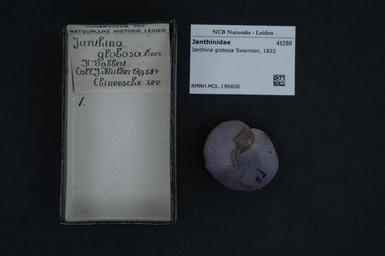 NATUURLIJKE HISTORIE LEIDEN
Janthina
globosa Swn.
Coll. J. Muller
Chineesche zee
1.
NCB Naturalis - Leiden
Janthinidae
41250
Janthina globosa Swainson, 1822
RMNH.MOL.196806